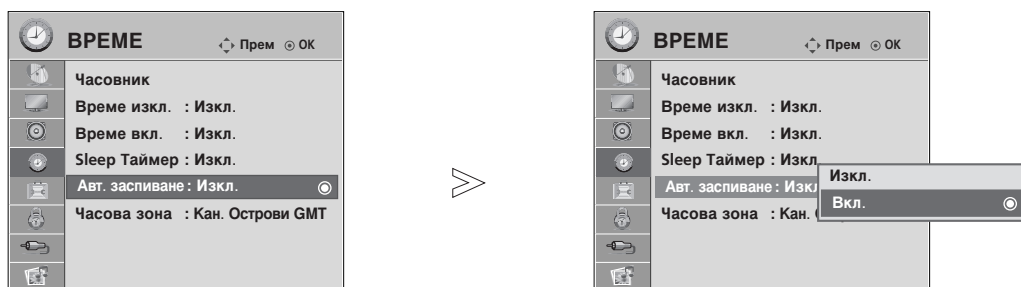 ВРЕМЕ Прем OK
Часовник
Време изкл. : Изкл.
Време вкл. : Изкл.
Sleep Таймер : Изкл.
Авт. заспиване : Изкл.
Часова зона : Кан. Острови GMT
ВРЕМЕ Прем OK
Часовник
Време изкл. : Изкл.
Време вкл. : Изкл.
Sleep Таймер : Изкл
Авт. заспиване : Изкл
Часова зона : Кан.
Изкл.
Вкл.